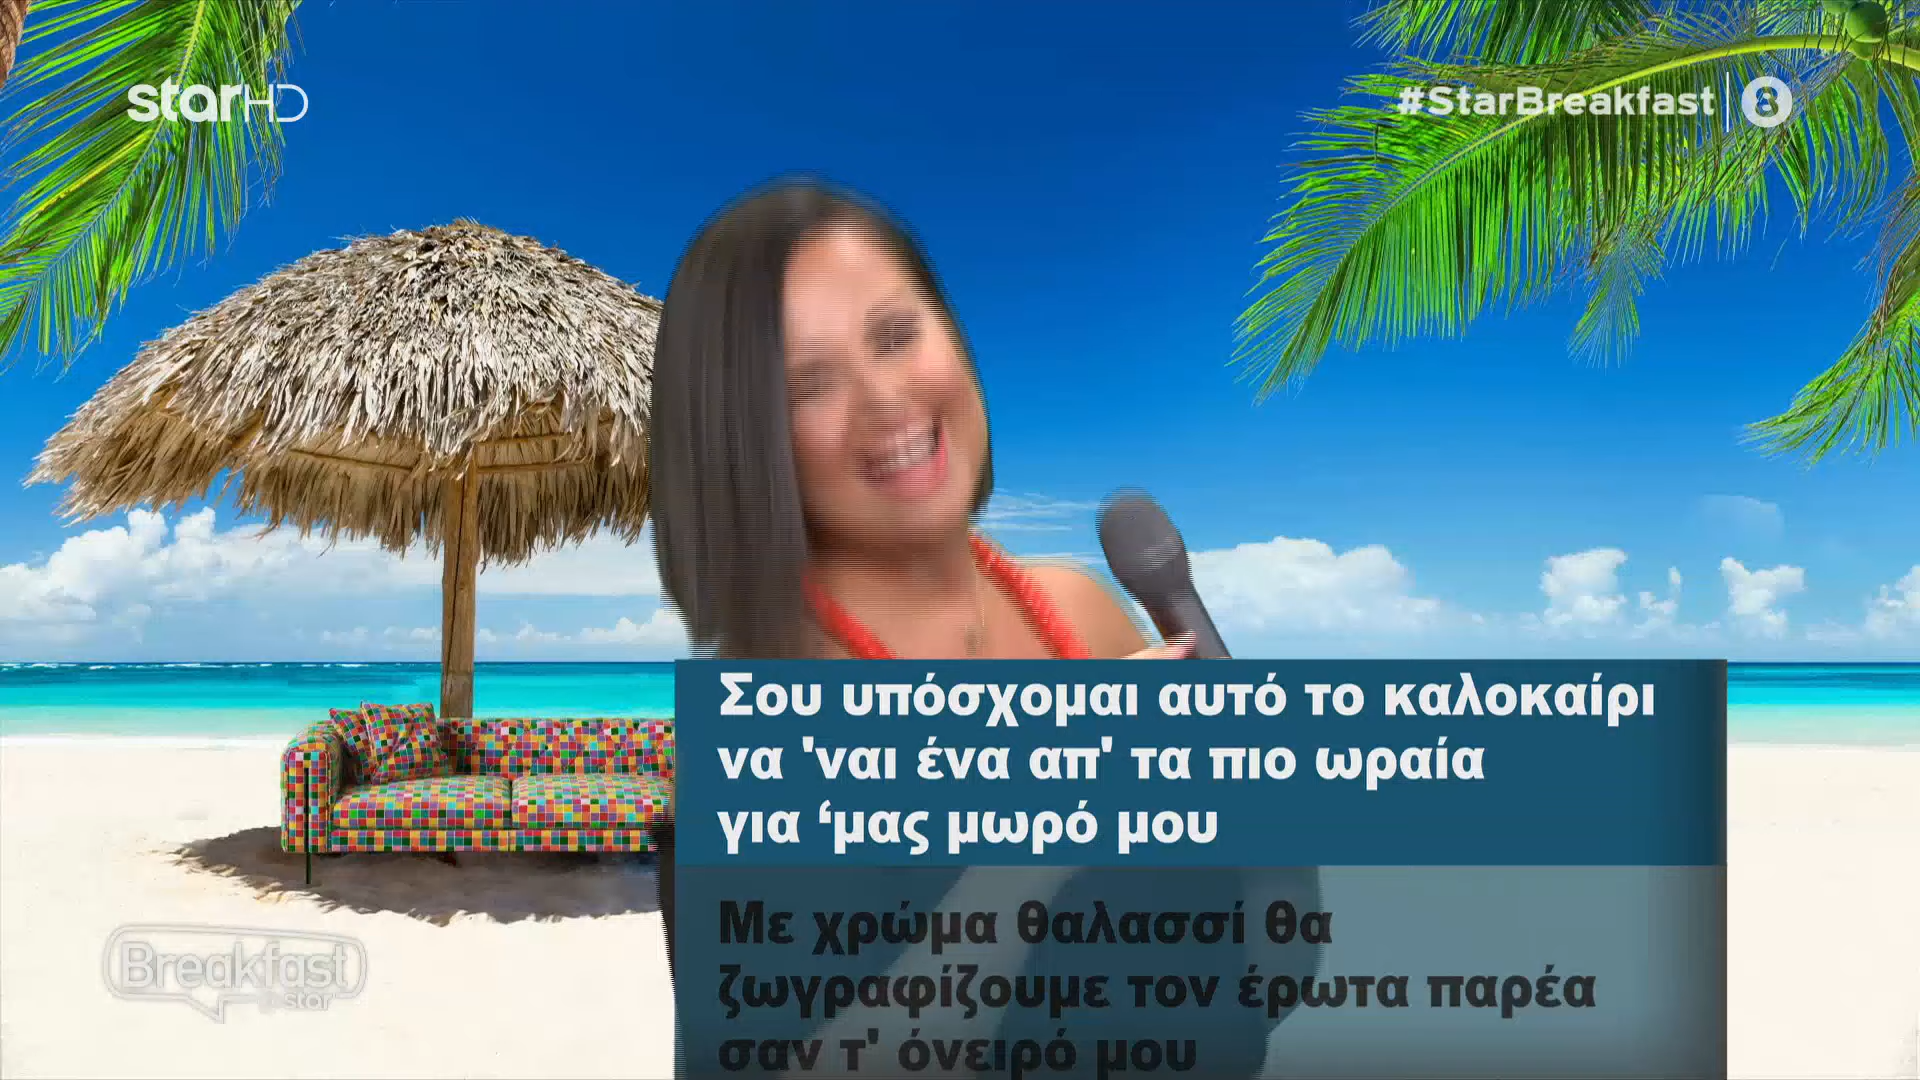 starHD
#StarBreakfast 8
Σου υπόσχομαι αυτό το καλοκαίρι
να 'ναι ένα απ' τα πιο ωραία
για ‘μας μωρό μου
Με χρώμα θαλασσί θα
ζωγραφίζουμε τον έρωτα παρέα
σαν τ' όνειρό μου
Breakfast
@star